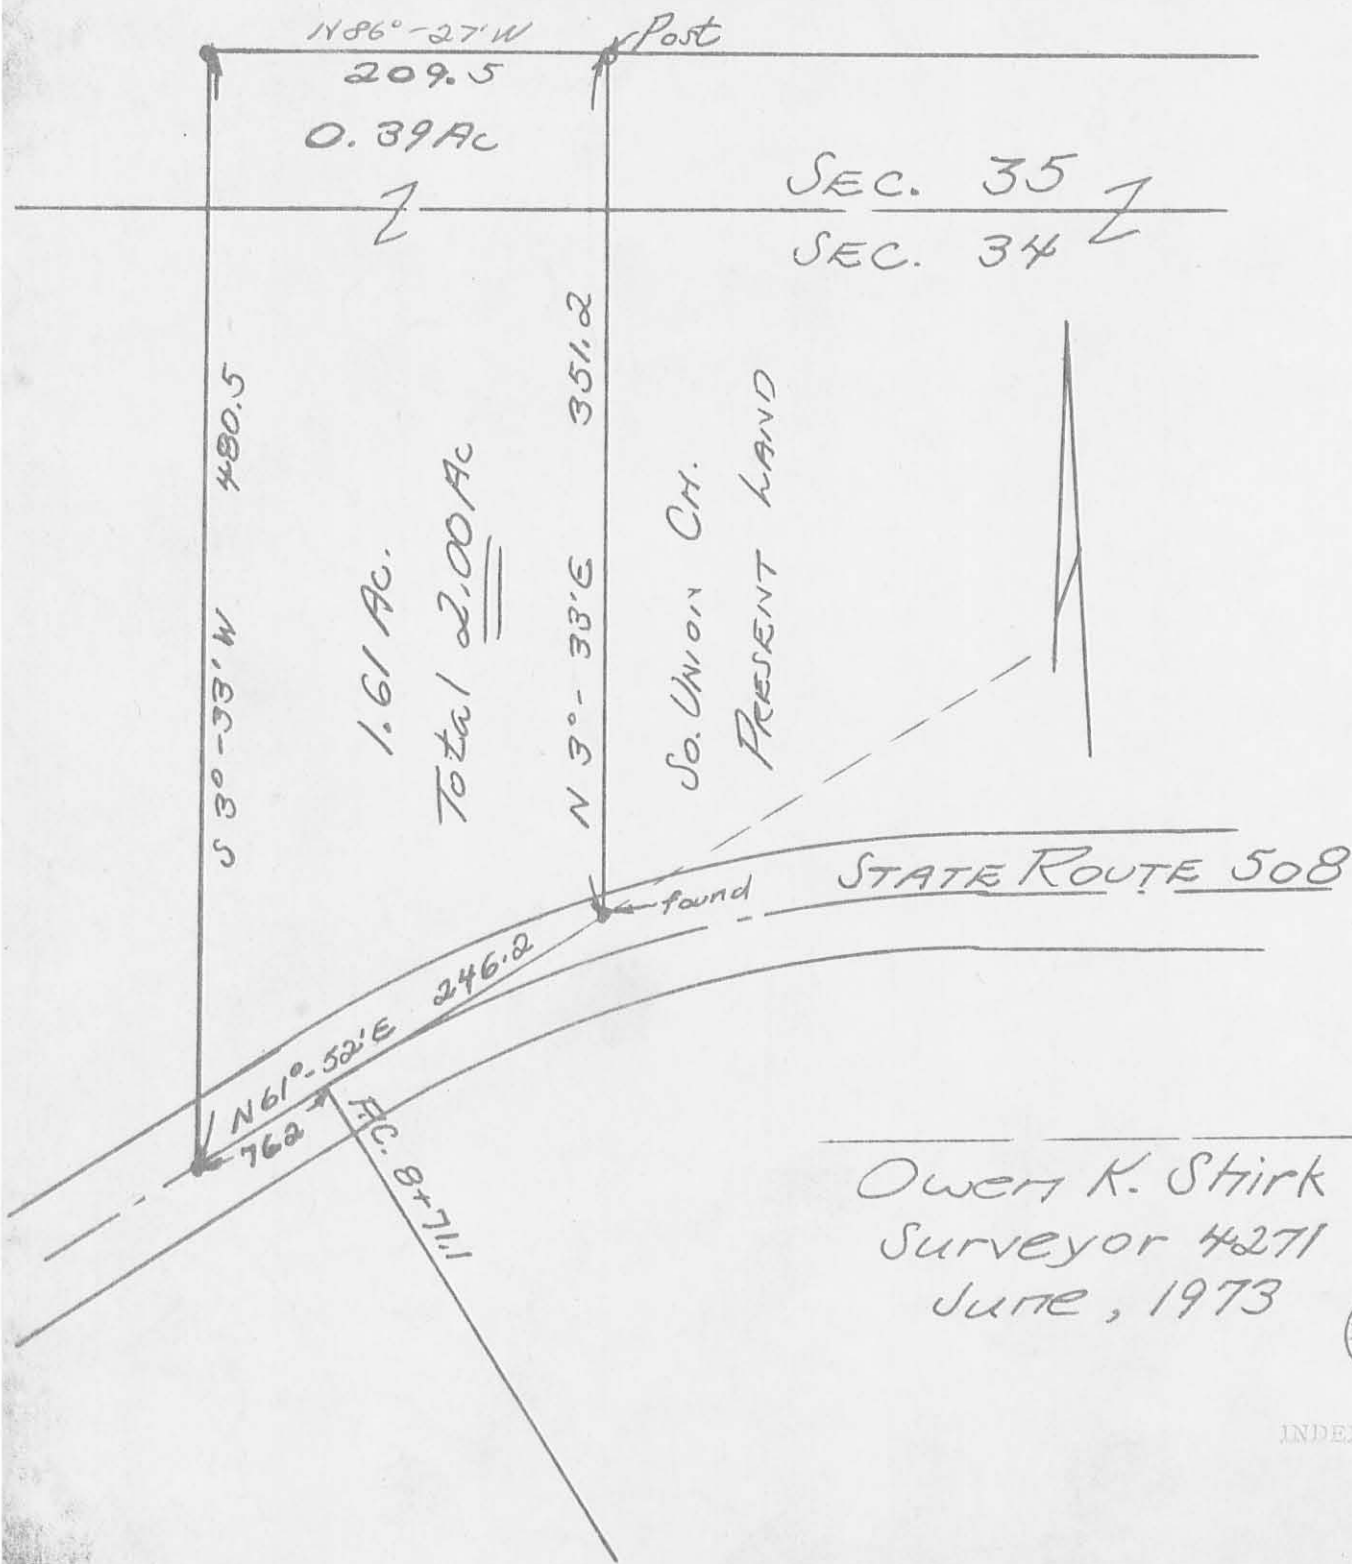 N86°-27'W
Post
209.5
0.39Ac
SEC. 35
SEC. 34
S 3°-33'W 480.5
1.61 Ac.
Total 2.00Ac
N 3°-33'E 351.2
So. UNION CH.
PRESENT LAND
STATE ROUTE 508
found
N61°-52'E 246.2
762
P.C. 8+71.1
Owen K. Shirk
Surveyor 4271
June, 1973